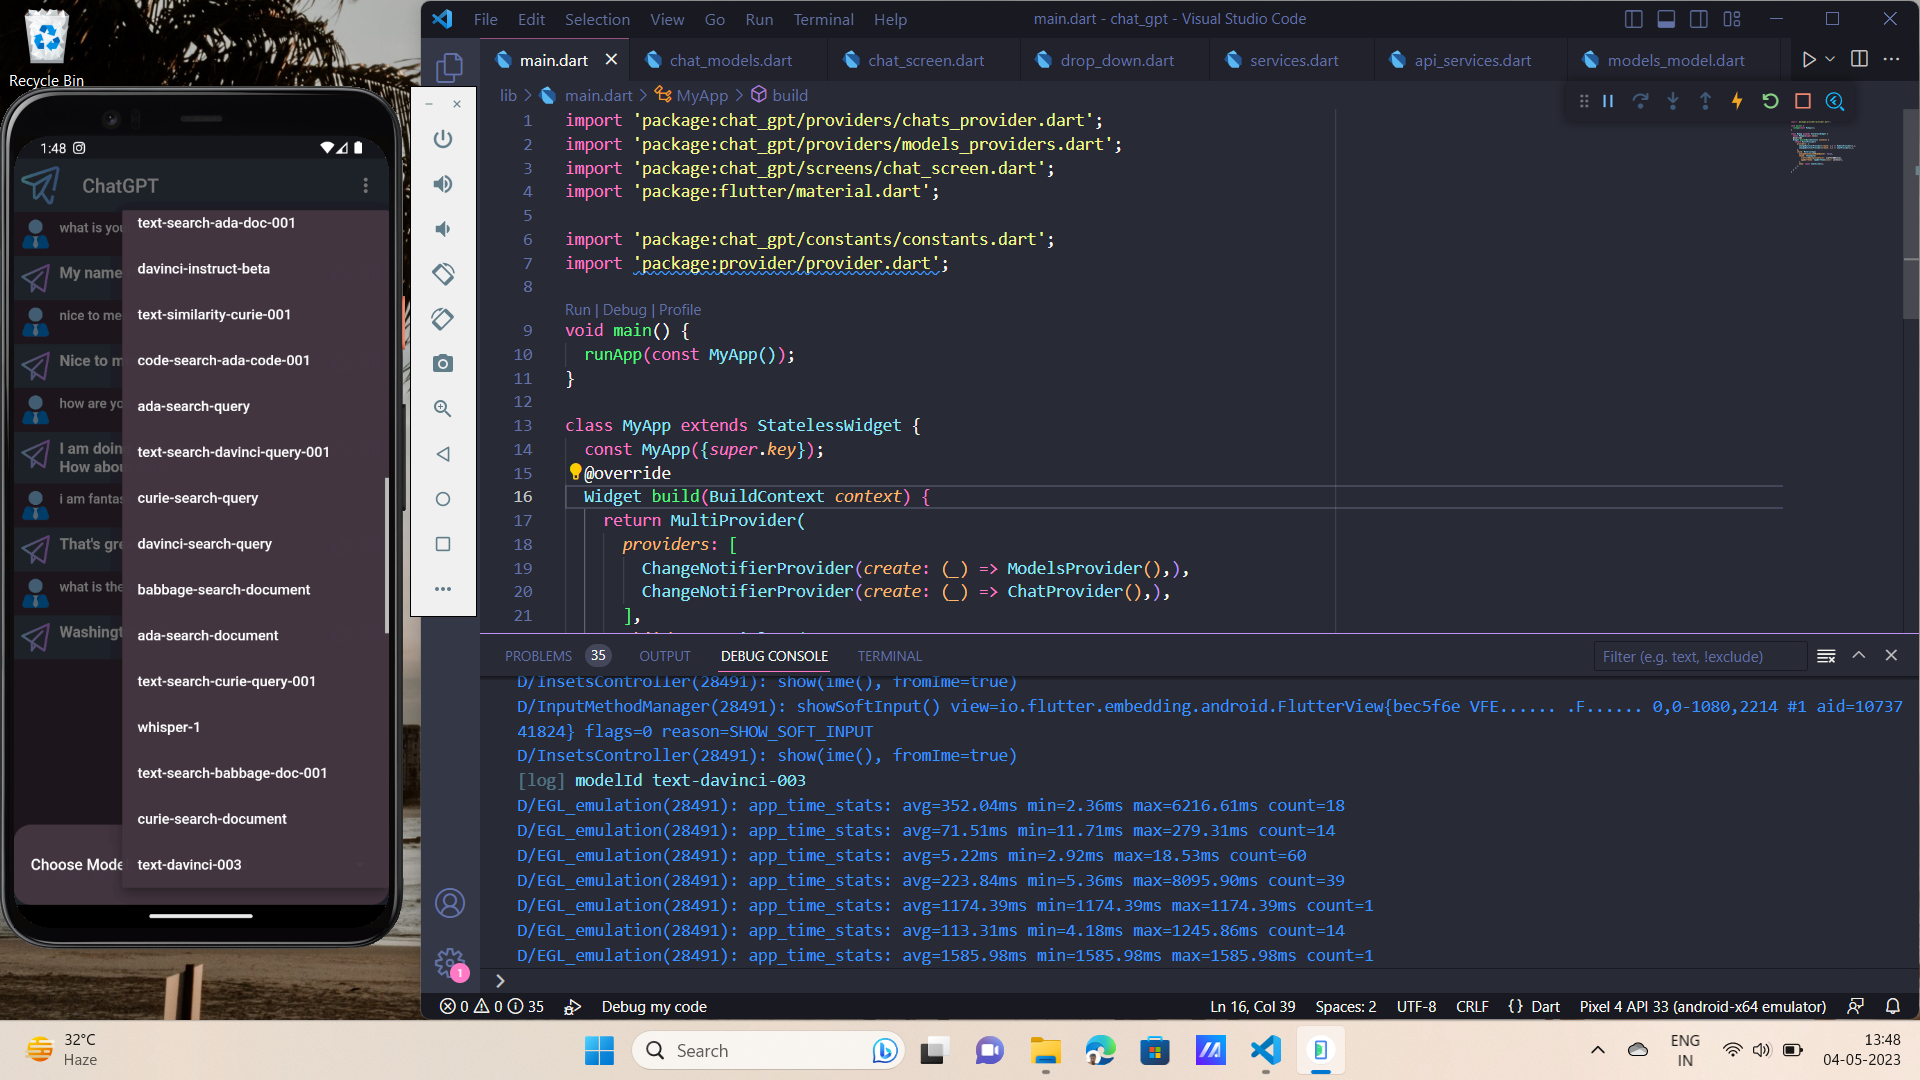 Recycle Bin
1:48
ChatGPT
what is you
My name
nice to me
Nice to m
how are yo
I am doin
How abou
i am fantas
That's gre
what is the
Washingt
text-search-ada-doc-001
davinci-instruct-beta
text-similarity-curie-001
code-search-ada-code-001
ada-search-query
text-search-davinci-query-001
curie-search-query
davinci-search-query
babbage-search-document
ada-search-document
text-search-curie-query-001
whisper-1
text-search-babbage-doc-001
curie-search-document
Choose Mode
text-davinci-003
File Edit Selection View Go Run Terminal Help
main.dart - chat_gpt - Visual Studio Code
main.dart chat_models.dart chat_screen.dart drop_down.dart services.dart api_services.dart models_model.dart
lib > main.dart > MyApp > build
1 import 'package:chat_gpt/providers/chats_provider.dart';
2 import 'package:chat_gpt/providers/models_providers.dart';
3 import 'package:chat_gpt/screens/chat_screen.dart';
4 import 'package:flutter/material.dart';
5
6 import 'package:chat_gpt/constants/constants.dart';
7 import 'package:provider/provider.dart';
8
Run | Debug | Profile
9 void main() {
10 runApp(const MyApp());
11 }
12
13 class MyApp extends StatelessWidget {
14 const MyApp({super.key});
15 @override
16 Widget build(BuildContext context) {
17 return MultiProvider(
18 providers: [
19 ChangeNotifierProvider(create: (_) => ModelsProvider(),),
20 ChangeNotifierProvider(create: (_) => ChatProvider(),),
21 ],
PROBLEMS 35 OUTPUT DEBUG CONSOLE TERMINAL
Filter (e.g. text, !exclude)
D/InsetsController(28491): show(ime(), fromIme=true)
D/InputMethodManager(28491): showSoftInput() view=io.flutter.embedding.android.FlutterView{bec5f6e VFE...... .F...... 0,0-1080,2214 #1 aid=10737
41824} flags=0 reason=SHOW_SOFT_INPUT
D/InsetsController(28491): show(ime(), fromIme=true)
[log] modelId text-davinci-003
D/EGL_emulation(28491): app_time_stats: avg=352.04ms min=2.36ms max=6216.61ms count=18
D/EGL_emulation(28491): app_time_stats: avg=71.51ms min=11.71ms max=279.31ms count=14
D/EGL_emulation(28491): app_time_stats: avg=5.22ms min=2.92ms max=18.53ms count=60
D/EGL_emulation(28491): app_time_stats: avg=223.84ms min=5.36ms max=8095.90ms count=39
D/EGL_emulation(28491): app_time_stats: avg=1174.39ms min=1174.39ms max=1174.39ms count=1
D/EGL_emulation(28491): app_time_stats: avg=113.31ms min=4.18ms max=1245.86ms count=14
D/EGL_emulation(28491): app_time_stats: avg=1585.98ms min=1585.98ms max=1585.98ms count=1
1
0 0 35 Debug my code
Ln 16, Col 39 Spaces: 2 UTF-8 CRLF {} Dart Pixel 4 API 33 (android-x64 emulator)
32°C
Haze
Search
ENG
IN
13:48
04-05-2023